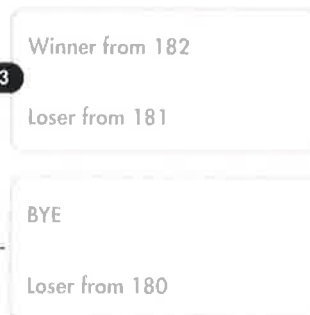 Winner from 182
3
Loser from 181
BYE
Loser from 180